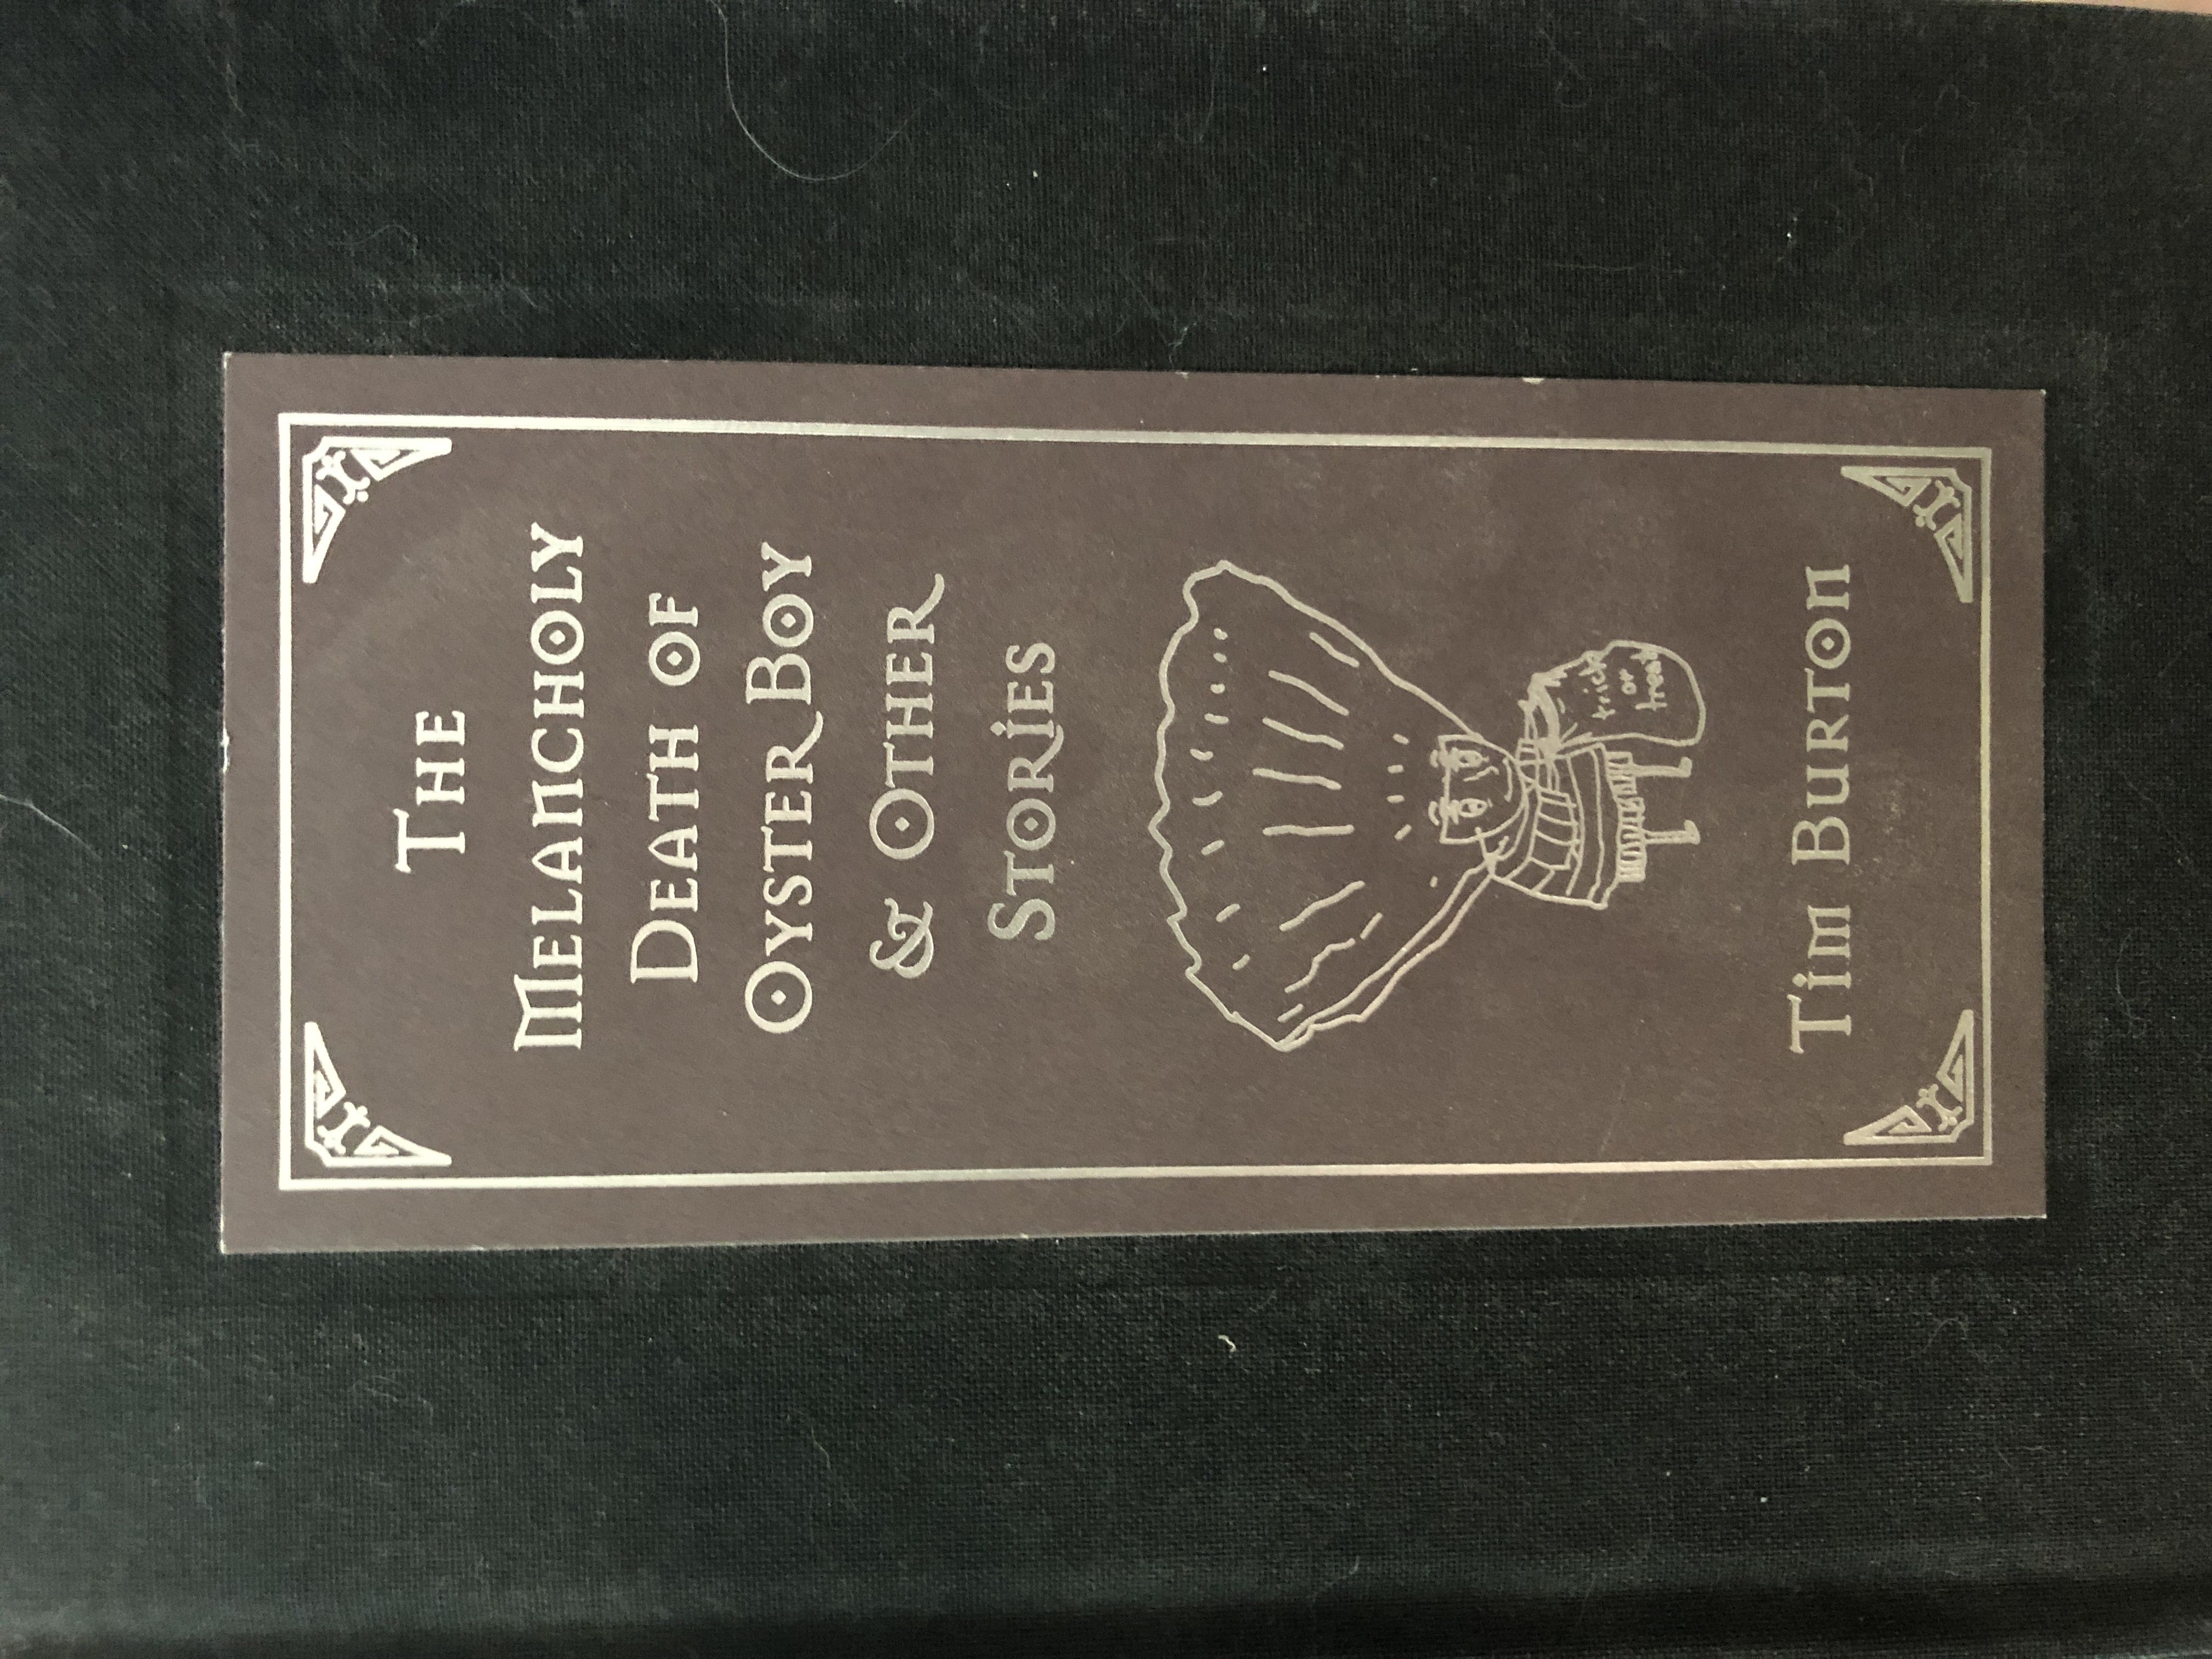 The
Melancholy
Death of
Oyster Boy
& Other
Stories
trick
or
treat
Tim Burton